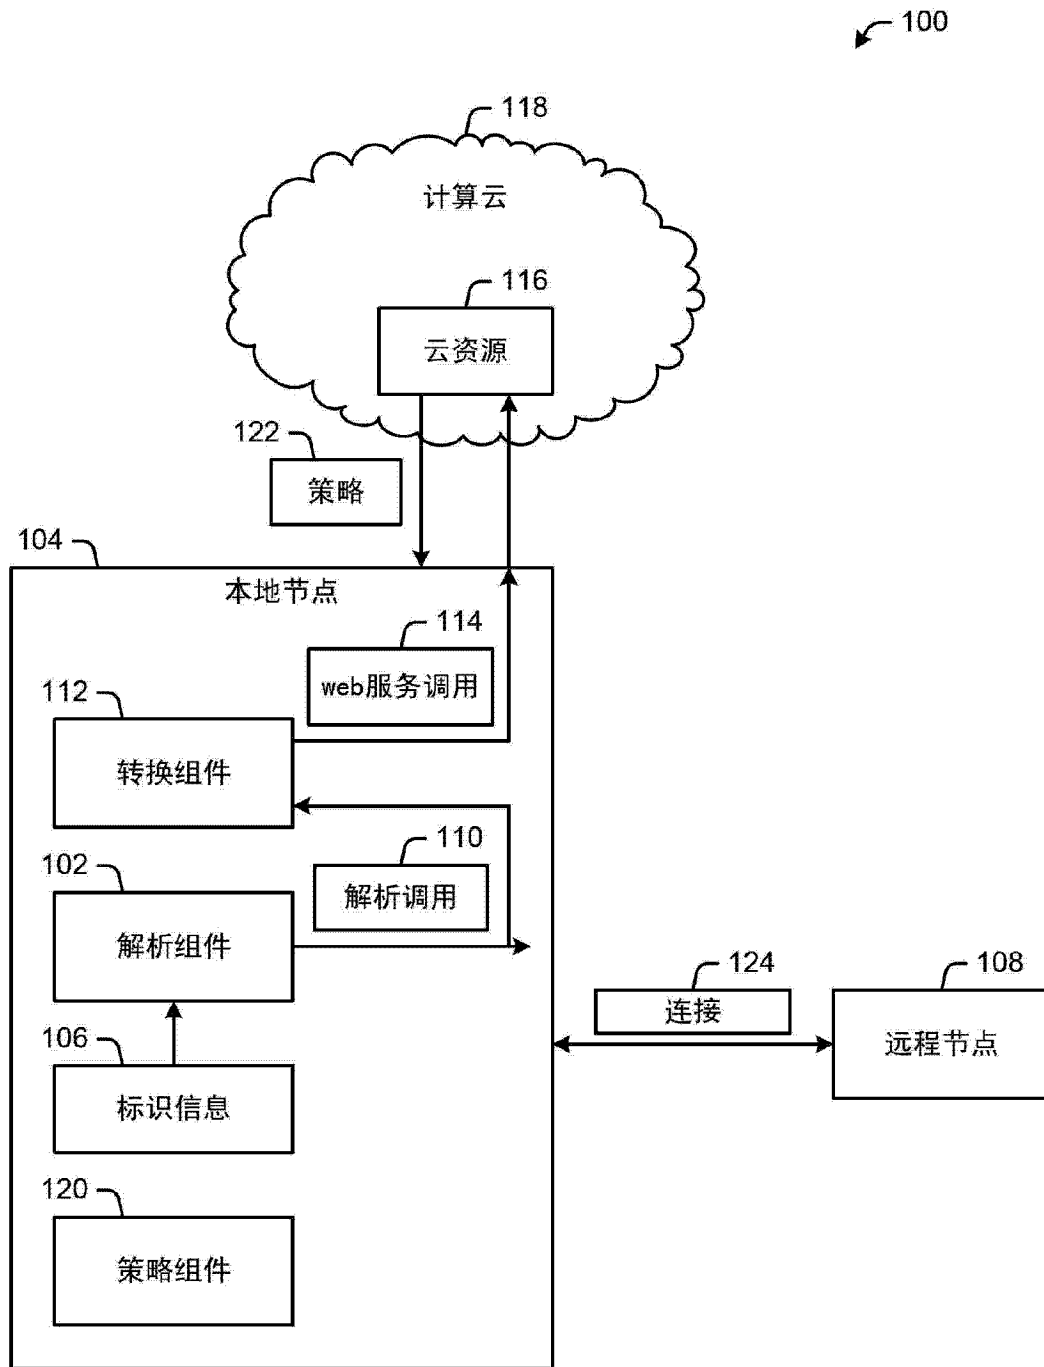 100
118
计算云
116
云资源
122
策略
104
本地节点
114
web服务调用
112
转换组件
110
解析调用
102
解析组件
124
连接
108
远程节点
106
标识信息
120
策略组件